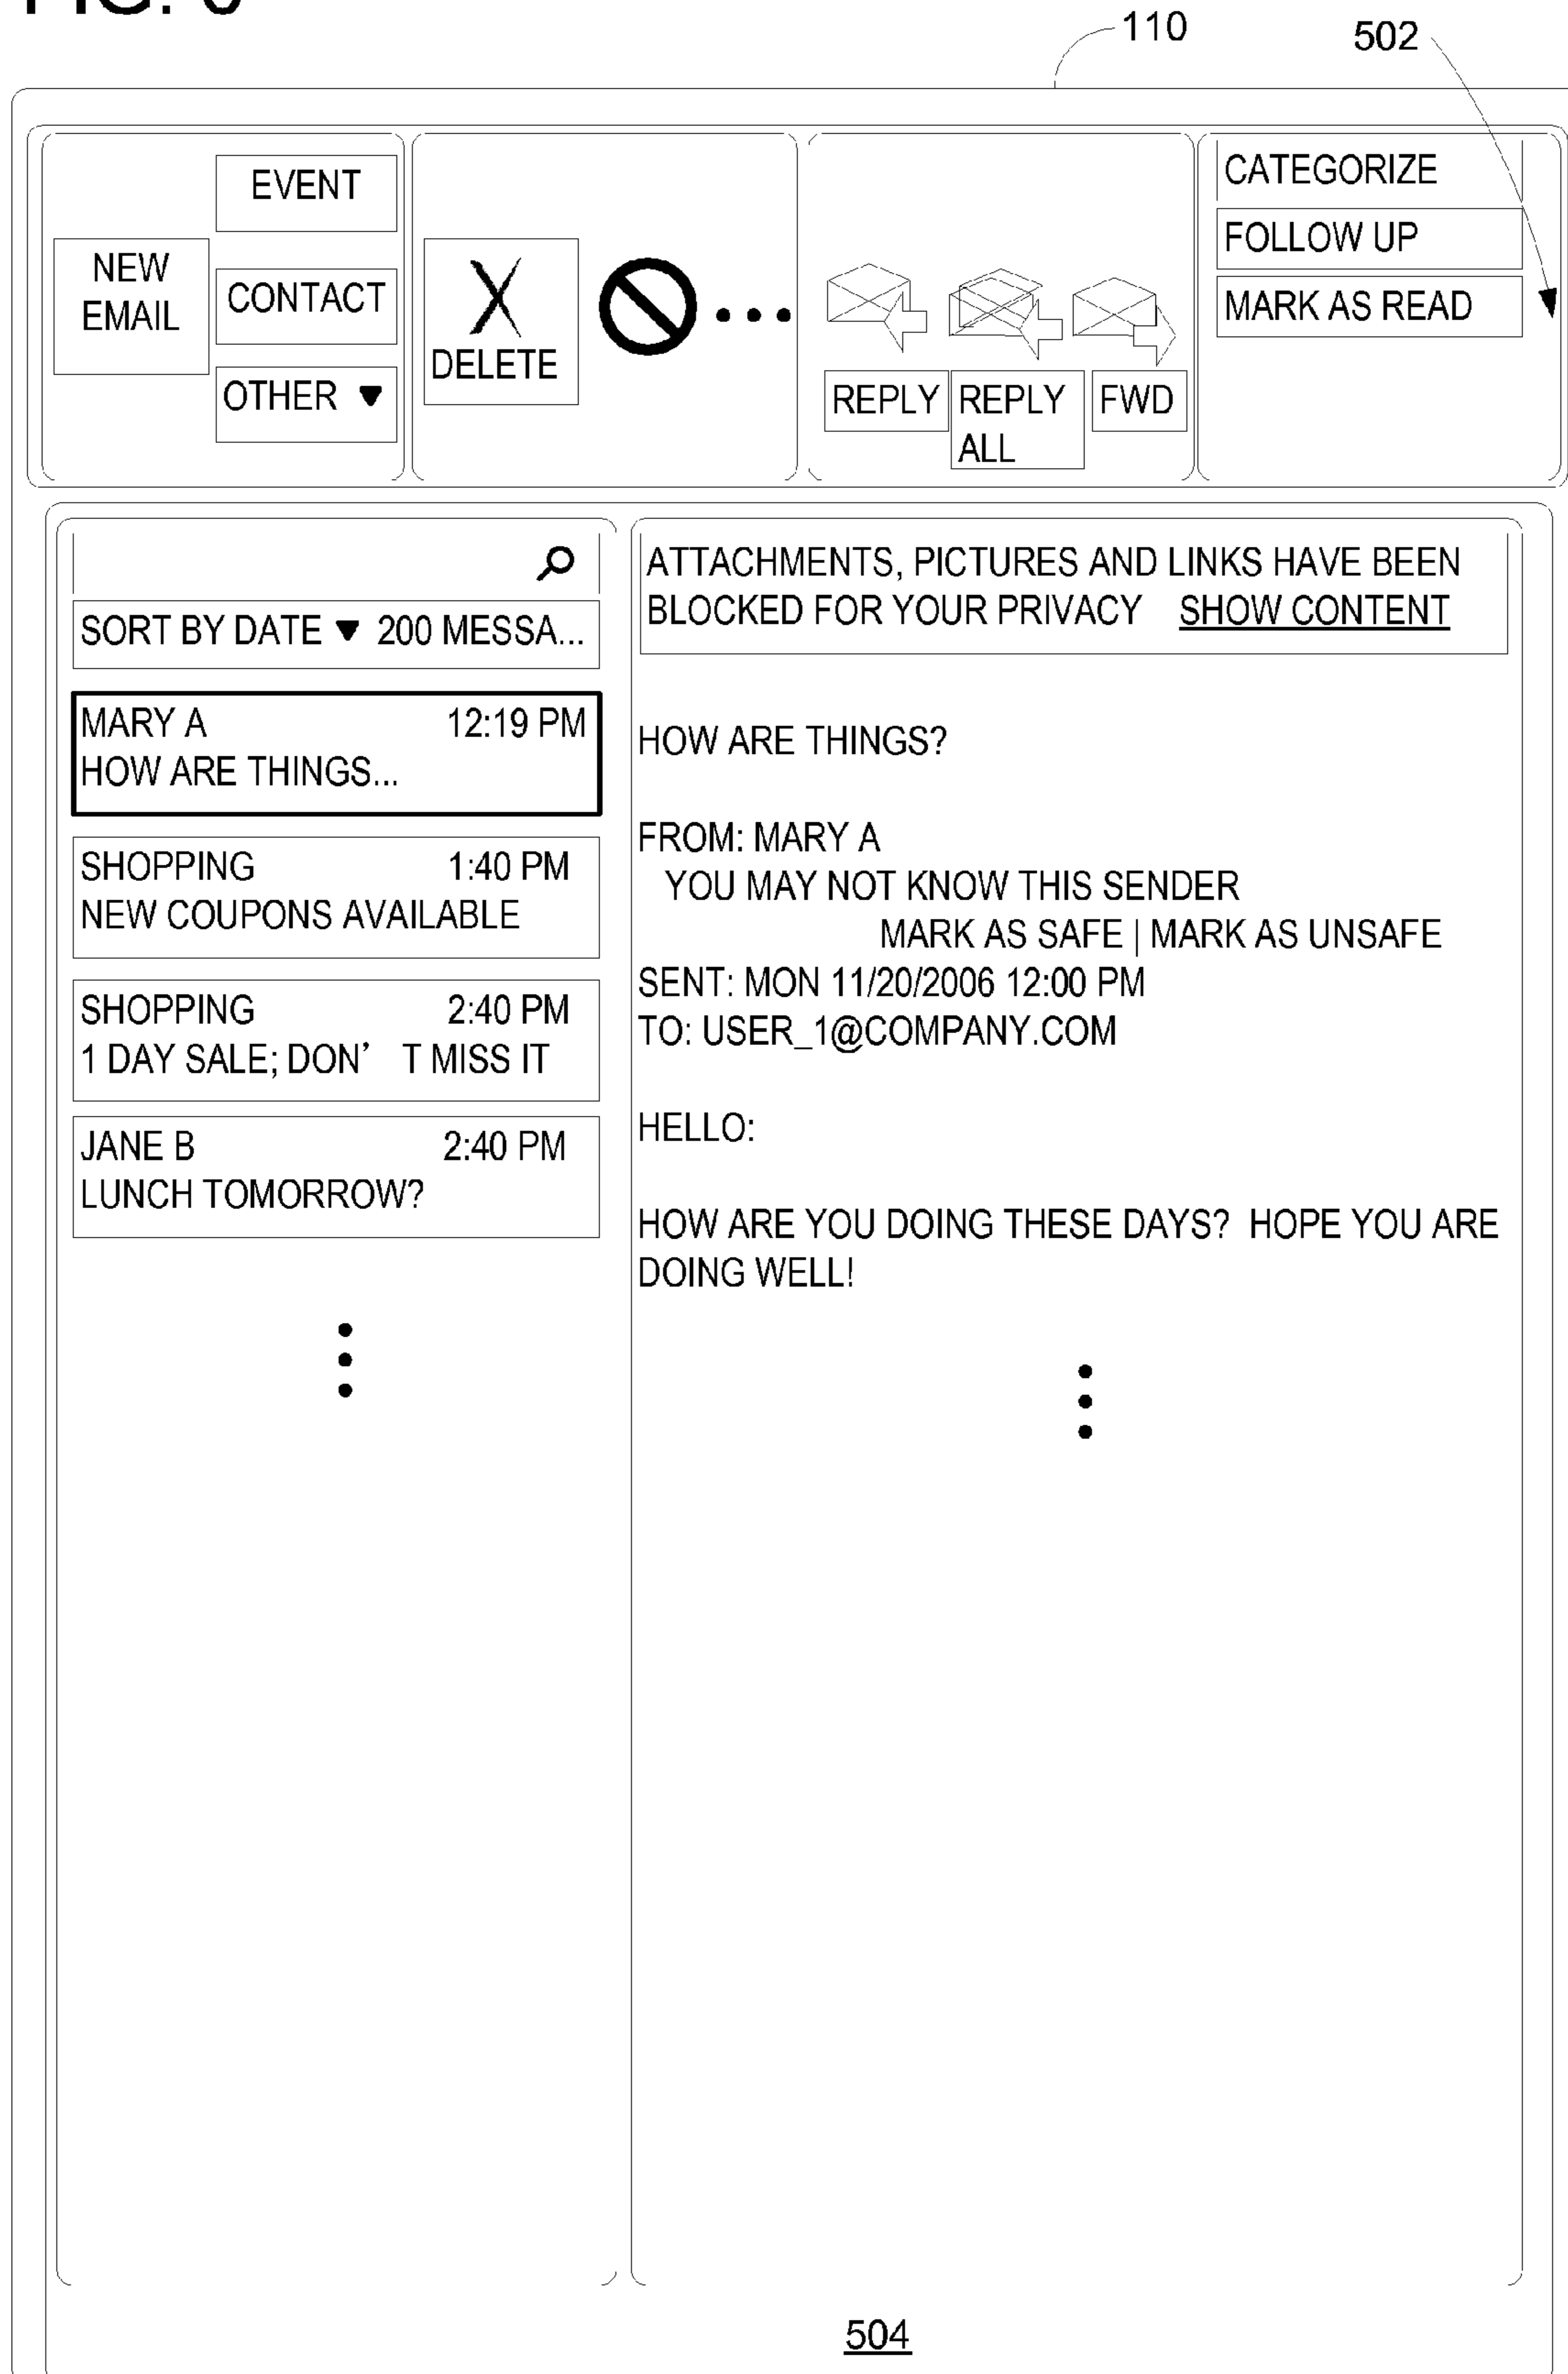 110
502
EVENT
NEW
EMAIL
CONTACT
OTHER
DELETE
REPLY
REPLY
ALL
FWD
CATEGORIZE
FOLLOW UP
MARK AS READ
SORT BY DATE 200 MESSA...
MARY A 12:19 PM
HOW ARE THINGS...
SHOPPING 1:40 PM
NEW COUPONS AVAILABLE
SHOPPING 2:40 PM
1 DAY SALE; DON’ T MISS IT
JANE B 2:40 PM
LUNCH TOMORROW?
ATTACHMENTS, PICTURES AND LINKS HAVE BEEN
BLOCKED FOR YOUR PRIVACY SHOW CONTENT
HOW ARE THINGS?
FROM: MARY A
YOU MAY NOT KNOW THIS SENDER
MARK AS SAFE | MARK AS UNSAFE
SENT: MON 11/20/2006 12:00 PM
TO: USER_1@COMPANY.COM
HELLO:
HOW ARE YOU DOING THESE DAYS? HOPE YOU ARE
DOING WELL!
504